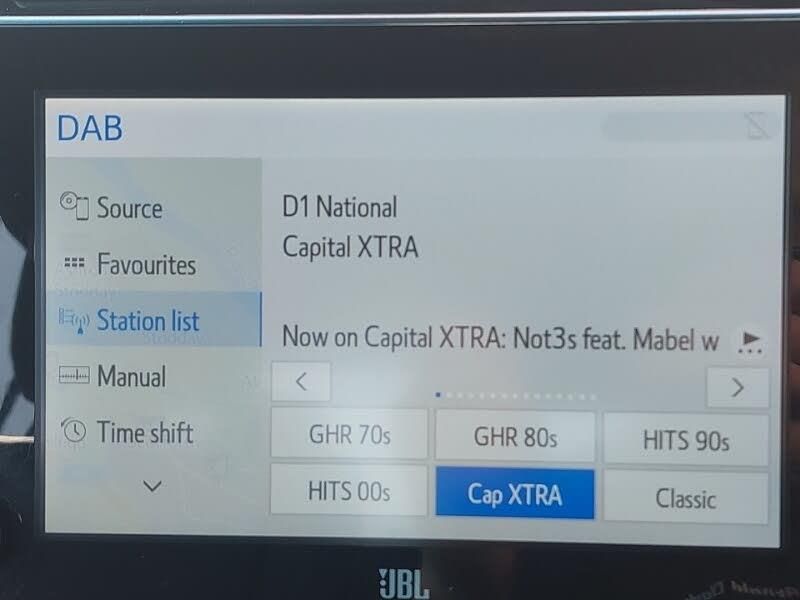 DAB
Source
Favourites
Station list
Manual
Time shift
D1 National
Capital XTRA
Now on Capital XTRA: Not3s feat. Mabel w
GHR 70s
GHR 80s
HITS 90s
HITS 00s
Cap XTRA
Classic
JBL